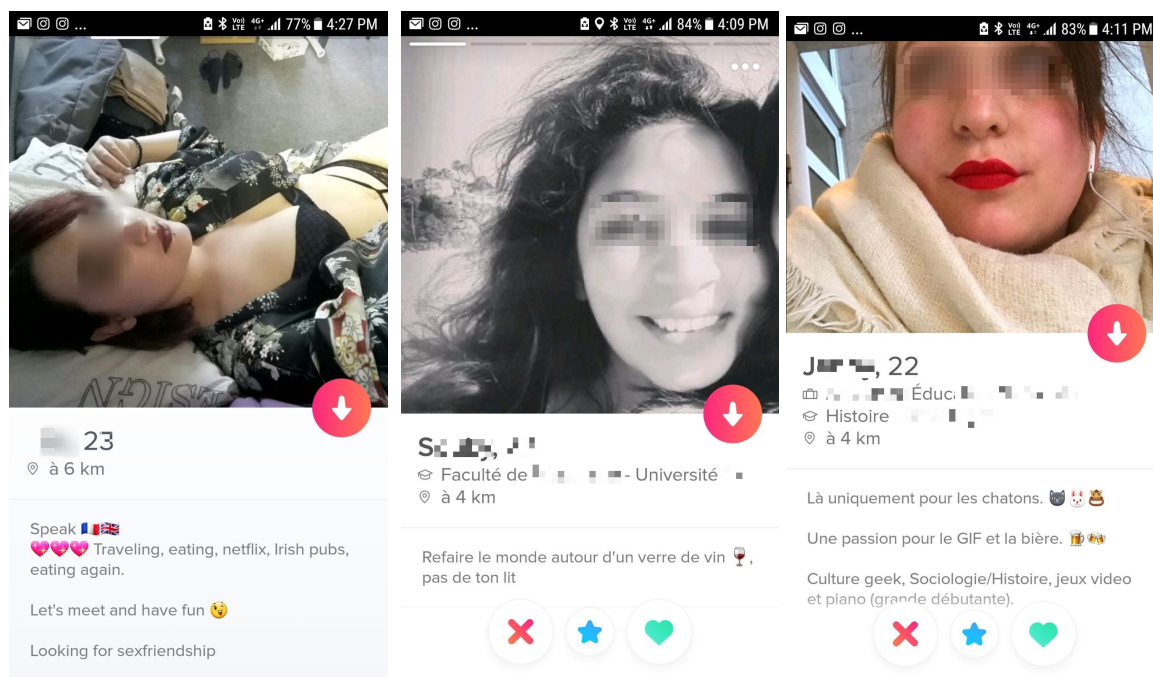 77% 4:27 PM
23
à 6 km
Speak 🇫🇷🇬🇧
💖💖💖 Traveling, eating, netflix, Irish pubs,
eating again.
Let's meet and have fun 😉
Looking for sexfriendship
84% 4:09 PM
Faculté de - Université
à 4 km
Refaire le monde autour d'un verre de vin 🍷,
pas de ton lit
83% 4:11 PM
, 22
Histoire
à 4 km
Là uniquement pour les chatons. 🐱🐰🐹
Une passion pour le GIF et la bière. 🍺🍻
Culture geek, Sociologie/Histoire, jeux video
et piano (grande débutante).